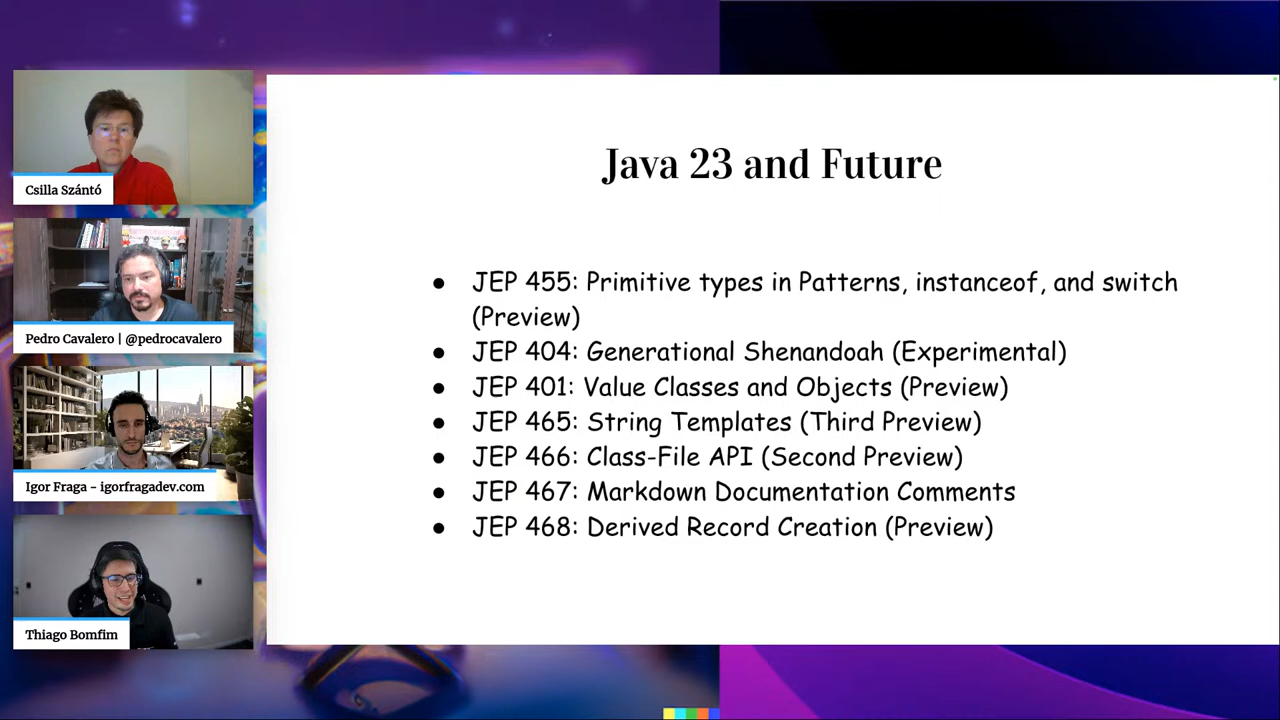 Csilla Szántó
Pedro Cavalero | @pedrocavalero
Igor Fraga - igorfragadev.com
Thiago Bomfim
Java 23 and Future
● JEP 455: Primitive types in Patterns, instanceof, and switch
(Preview)
● JEP 404: Generational Shenandoah (Experimental)
● JEP 401: Value Classes and Objects (Preview)
● JEP 465: String Templates (Third Preview)
● JEP 466: Class-File API (Second Preview)
● JEP 467: Markdown Documentation Comments
● JEP 468: Derived Record Creation (Preview)